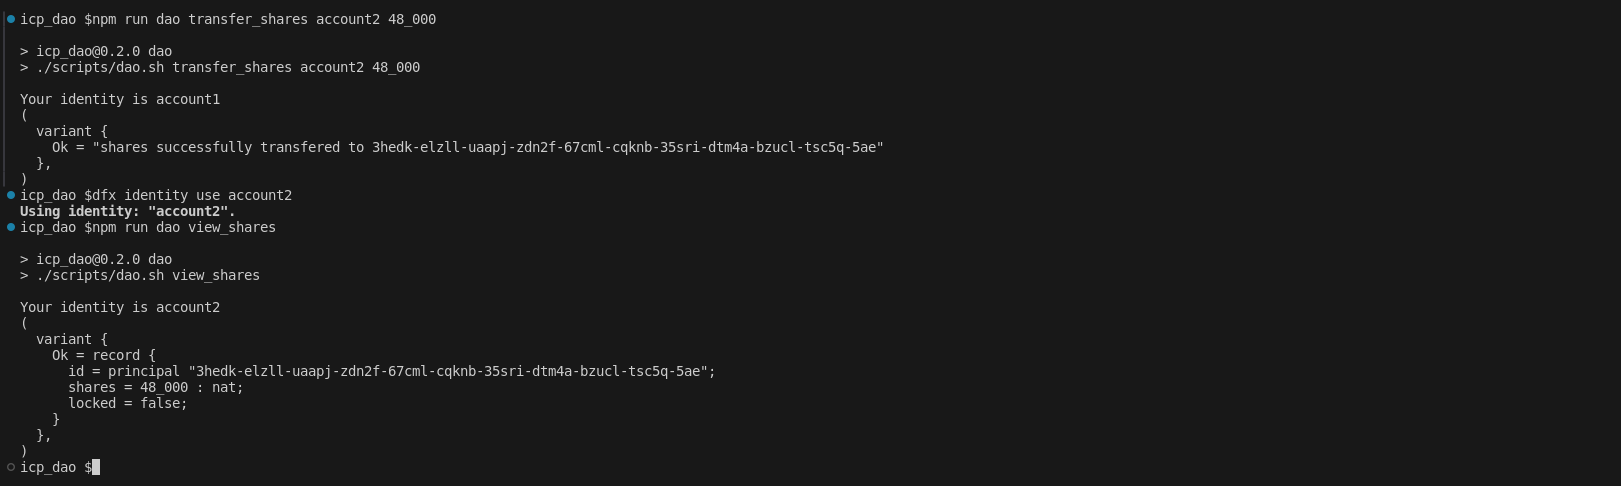 icp_dao $npm run dao transfer_shares account2 48_000
> icp_dao@0.2.0 dao
> ./scripts/dao.sh transfer_shares account2 48_000
Your identity is account1
(
  variant {
    Ok = "shares successfully transfered to 3hedk-elzll-uaapj-zdn2f-67cml-cqknb-35sri-dtm4a-bzucl-tsc5q-5ae"
  },
)
icp_dao $dfx identity use account2
Using identity: "account2".
icp_dao $npm run dao view_shares
> icp_dao@0.2.0 dao
> ./scripts/dao.sh view_shares
Your identity is account2
(
  variant {
    Ok = record {
      id = principal "3hedk-elzll-uaapj-zdn2f-67cml-cqknb-35sri-dtm4a-bzucl-tsc5q-5ae";
      shares = 48_000 : nat;
      locked = false;
    }
  },
)
icp_dao $